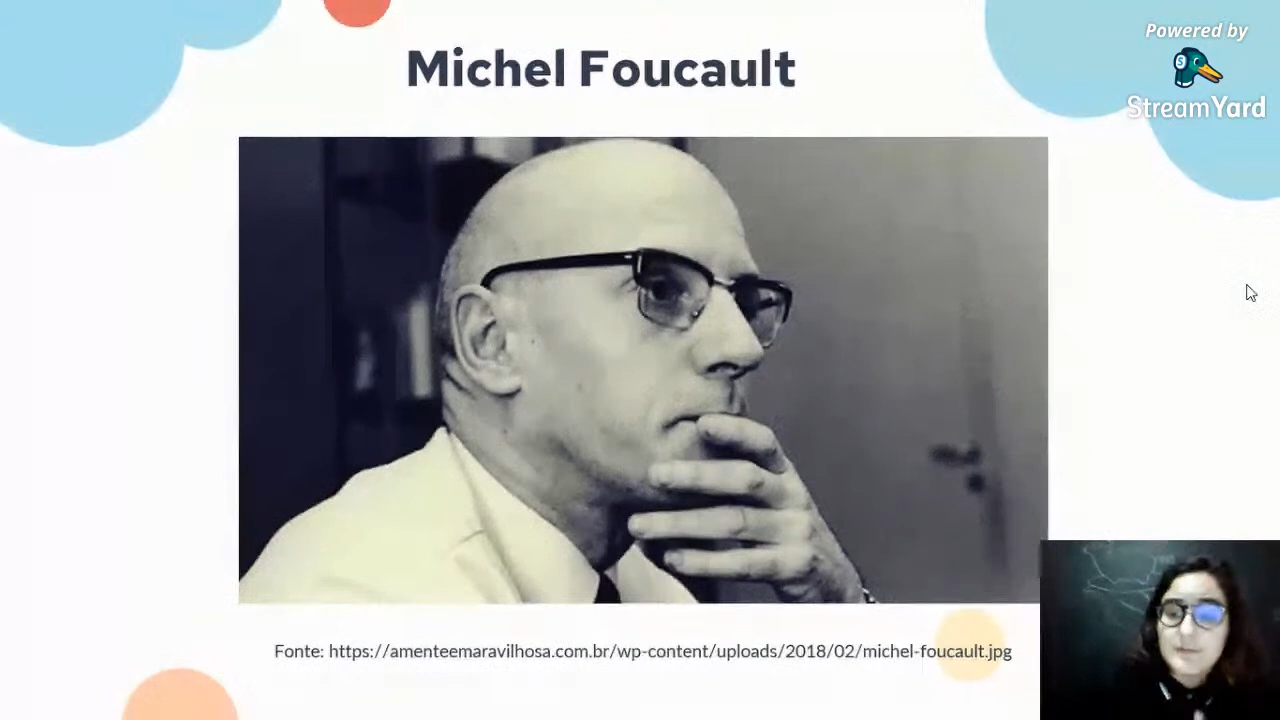 Michel Foucault
Powered by
S
StreamYard
Fonte: https://amenteemaravilhosa.com.br/wp-content/uploads/2018/02/michel-foucault.jpg